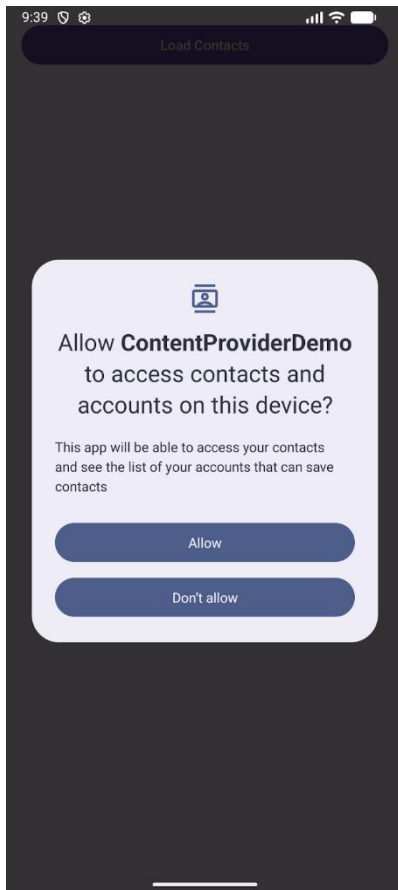 9:39
Load Contacts
Allow ContentProviderDemo
to access contacts and
accounts on this device?
This app will be able to access your contacts
and see the list of your accounts that can save
contacts
Allow
Don't allow